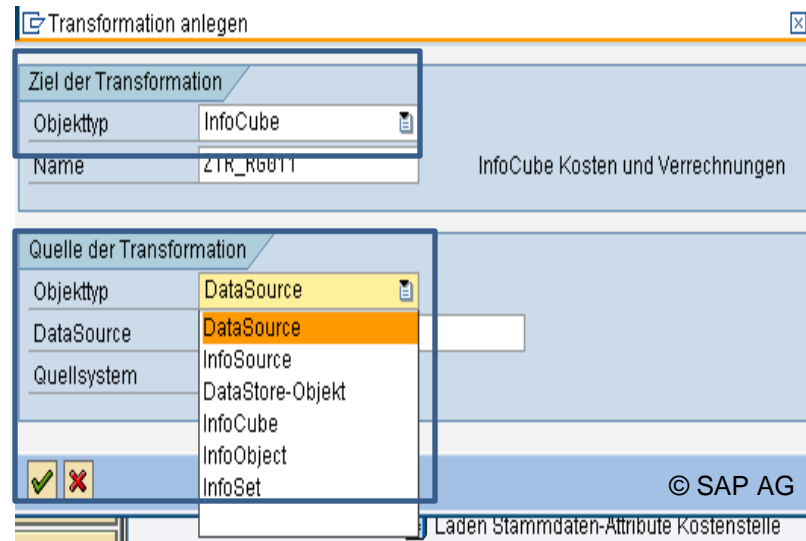 Transformation anlegen
Ziel der Transformation
Objekttyp InfoCube
Name ZTR_RG011 InfoCube Kosten und Verrechnungen
Quelle der Transformation
Objekttyp DataSource
DataSource DataSource
InfoSource
Quellsystem
DataStore-Objekt
InfoCube
InfoObject
InfoSet
© SAP AG
Laden Stammdaten-Attribute Kostenstelle